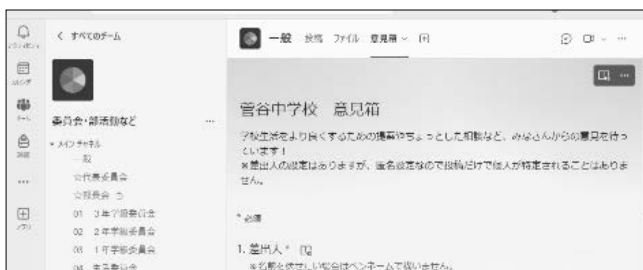 すべてのチーム
一般 投稿 ファイル 意見箱
委員会・部活動など
メインチャネル
一般
☆代表委員会
01 3年学級委員会
02 2年学級委員会
03 1年学級委員会
04
菅谷中学校 意見箱
学校生活をより良くするための提案やちょっとした相談など、みなさんからの意見を待っ
ています！
※差出人の設定はありますが、匿名設定なので投稿だけで個人が特定されることはありま
せん。
* 必須
1. 差出人 *
※名前を伏せたい場合はペンネームで構いません。